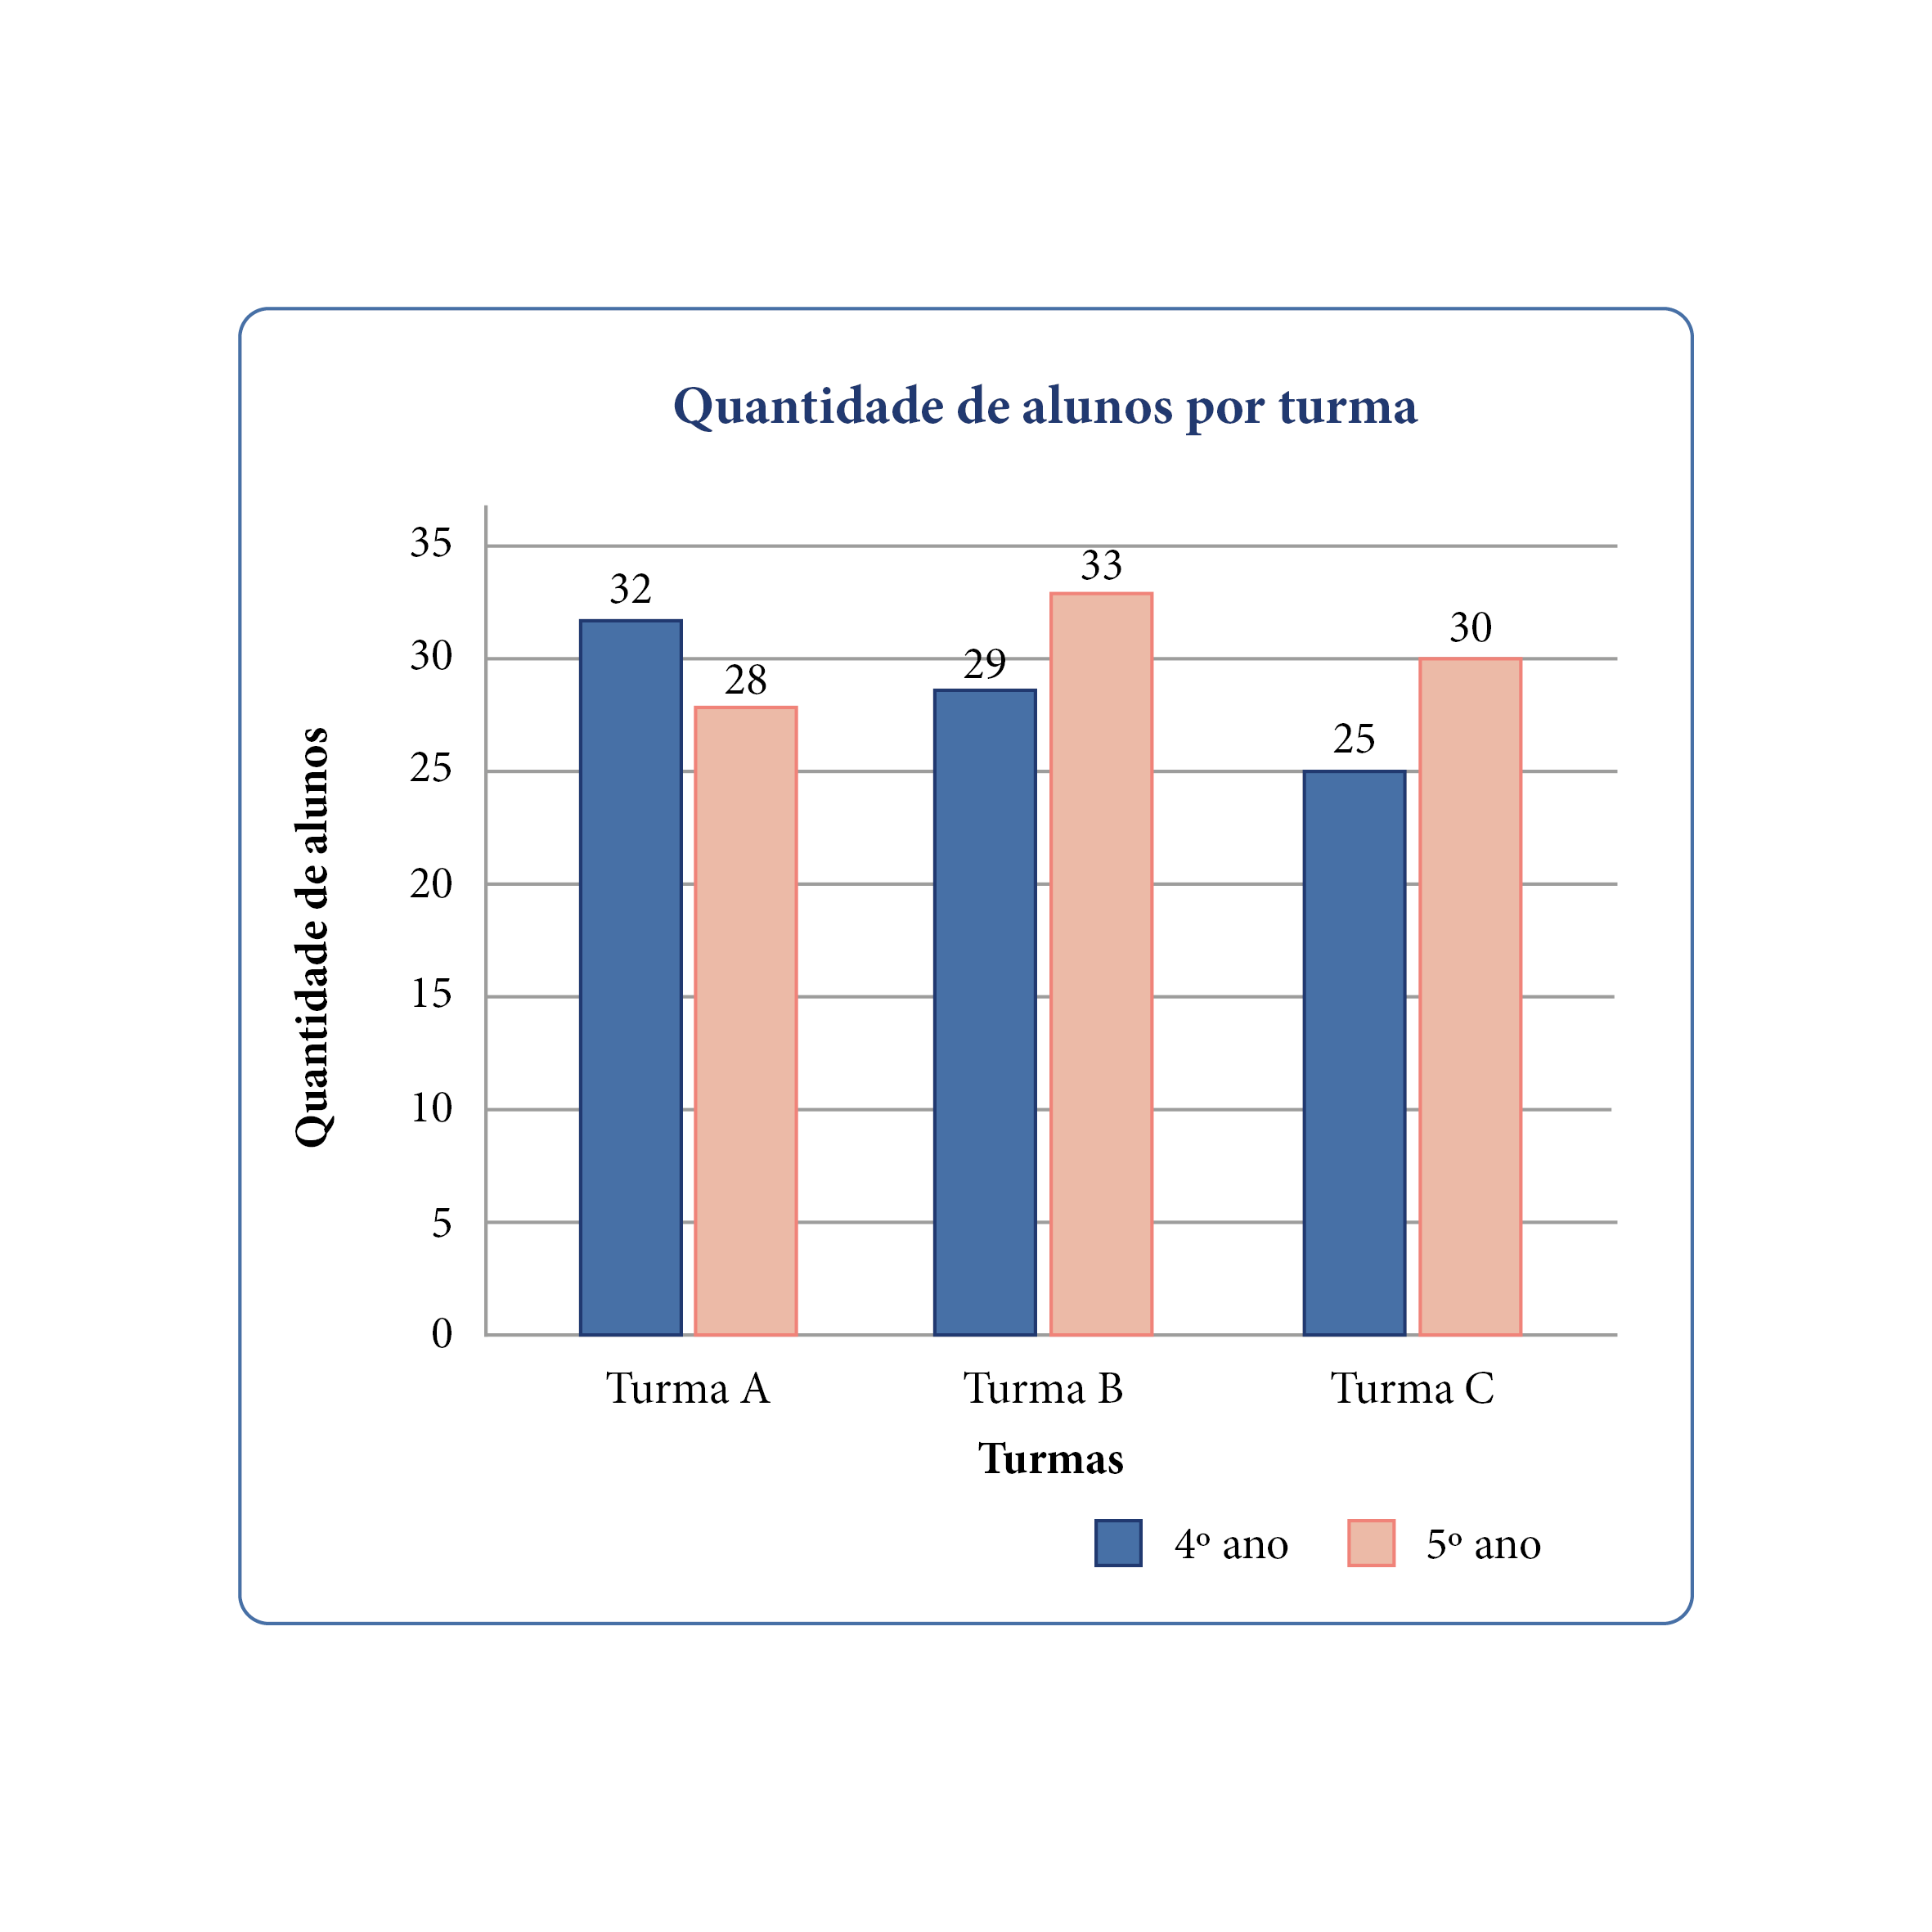 Quantidade de alunos por turma
Quantidade de alunos
35
30
25
20
15
10
5
0
32
28
29
33
25
30
Turma A
Turma B
Turma C
Turmas
4º ano
5º ano